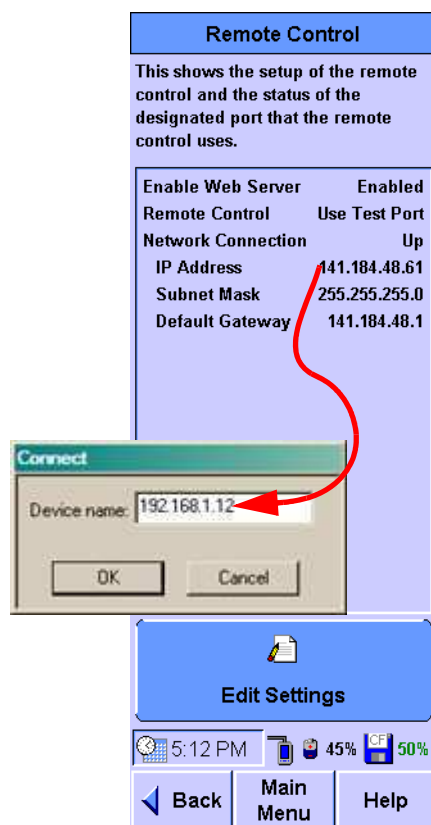 Remote Control
This shows the setup of the remote
control and the status of the
designated port that the remote
control uses.
Enable Web Server Enabled
Remote Control Use Test Port
Network Connection Up
IP Address 141.184.48.61
Subnet Mask 255.255.255.0
Default Gateway 141.184.48.1
Connect
Device name: 192.168.1.12
OK Cancel
Edit Settings
5:12 PM 45% CF 50%
Back Main Menu Help